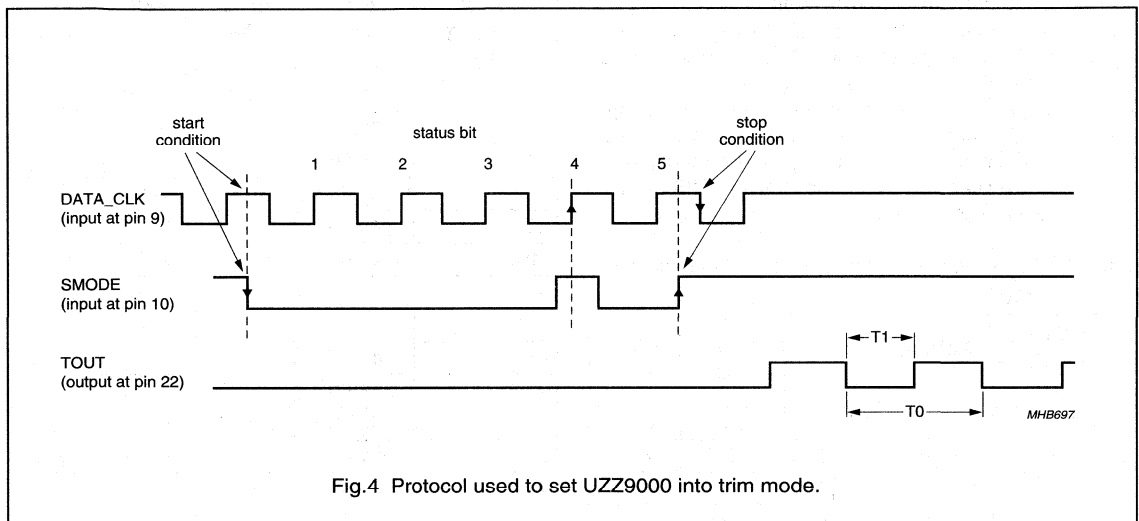 start
condition
status bit
stop
condition
1 2 3 4 5
DATA_CLK
(input at pin 9)
SMODE
(input at pin 10)
TOUT
(output at pin 22)
T1
T0
MHB697
Fig.4 Protocol used to set UZZ9000 into trim mode.